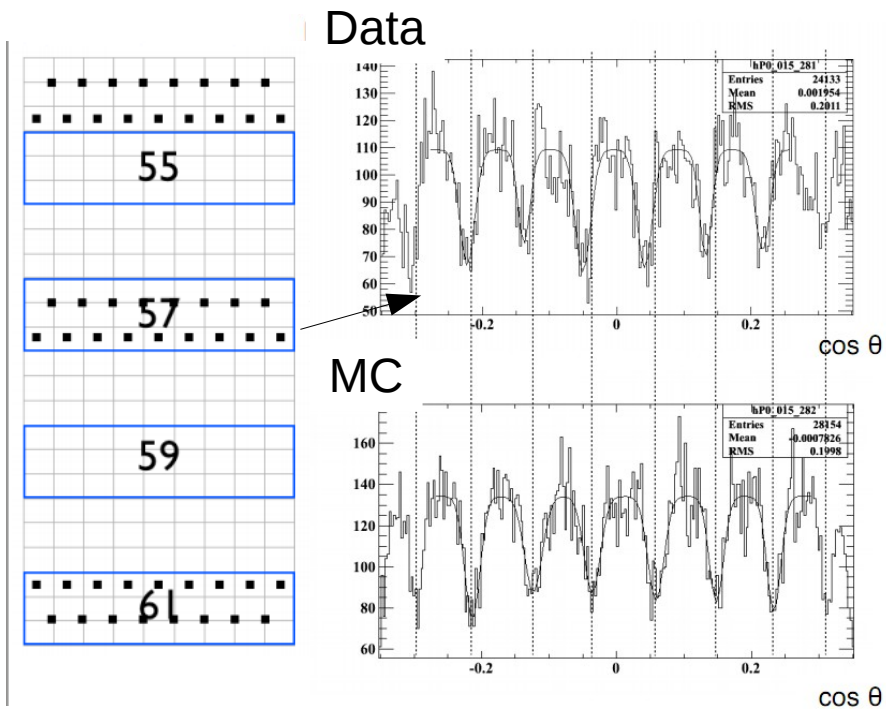 Data
55
57
59
61
hP0_015_281
Entries 24133
Mean 0.001954
RMS 0.2011
140
130
120
110
100
90
80
70
60
50
-0.2 0 0.2
cos θ
MC
hP0_015_282
Entries 28154
Mean -0.0007826
RMS 0.1998
160
140
120
100
80
60
-0.2 0 0.2
cos θ